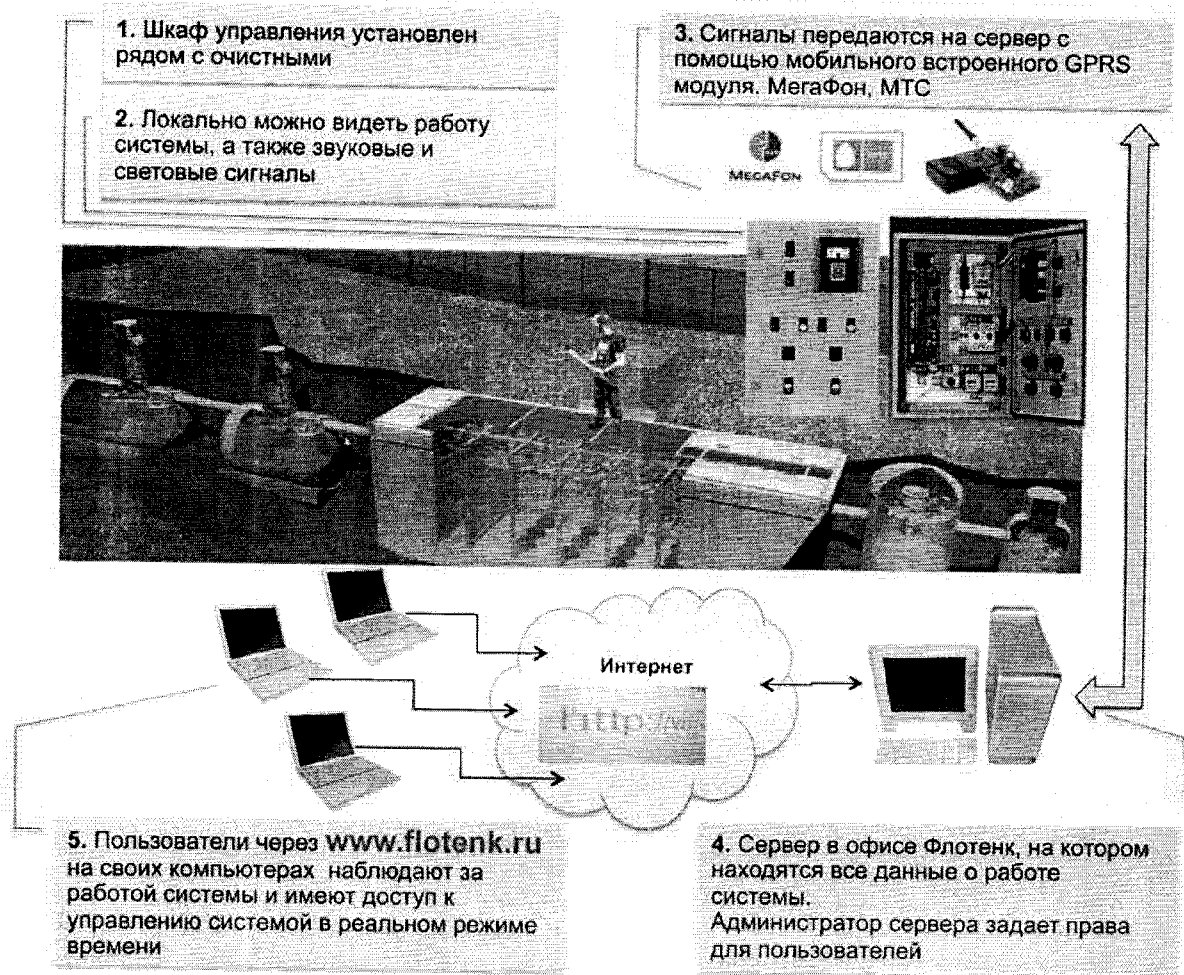 1. Шкаф управления установлен
рядом с очистными
2. Локально можно видеть работу
системы, а также звуковые и
световые сигналы
3. Сигналы передаются на сервер с
помощью мобильного встроенного GPRS
модуля. МегаФон, МТС
MEGAFON
Интернет
http://w
5. Пользователи через www.flotenk.ru
на своих компьютерах наблюдают за
работой системы и имеют доступ к
управлению системой в реальном режиме
времени
4. Сервер в офисе Флотенк, на котором
находятся все данные о работе
системы.
Администратор сервера задает права
для пользователей